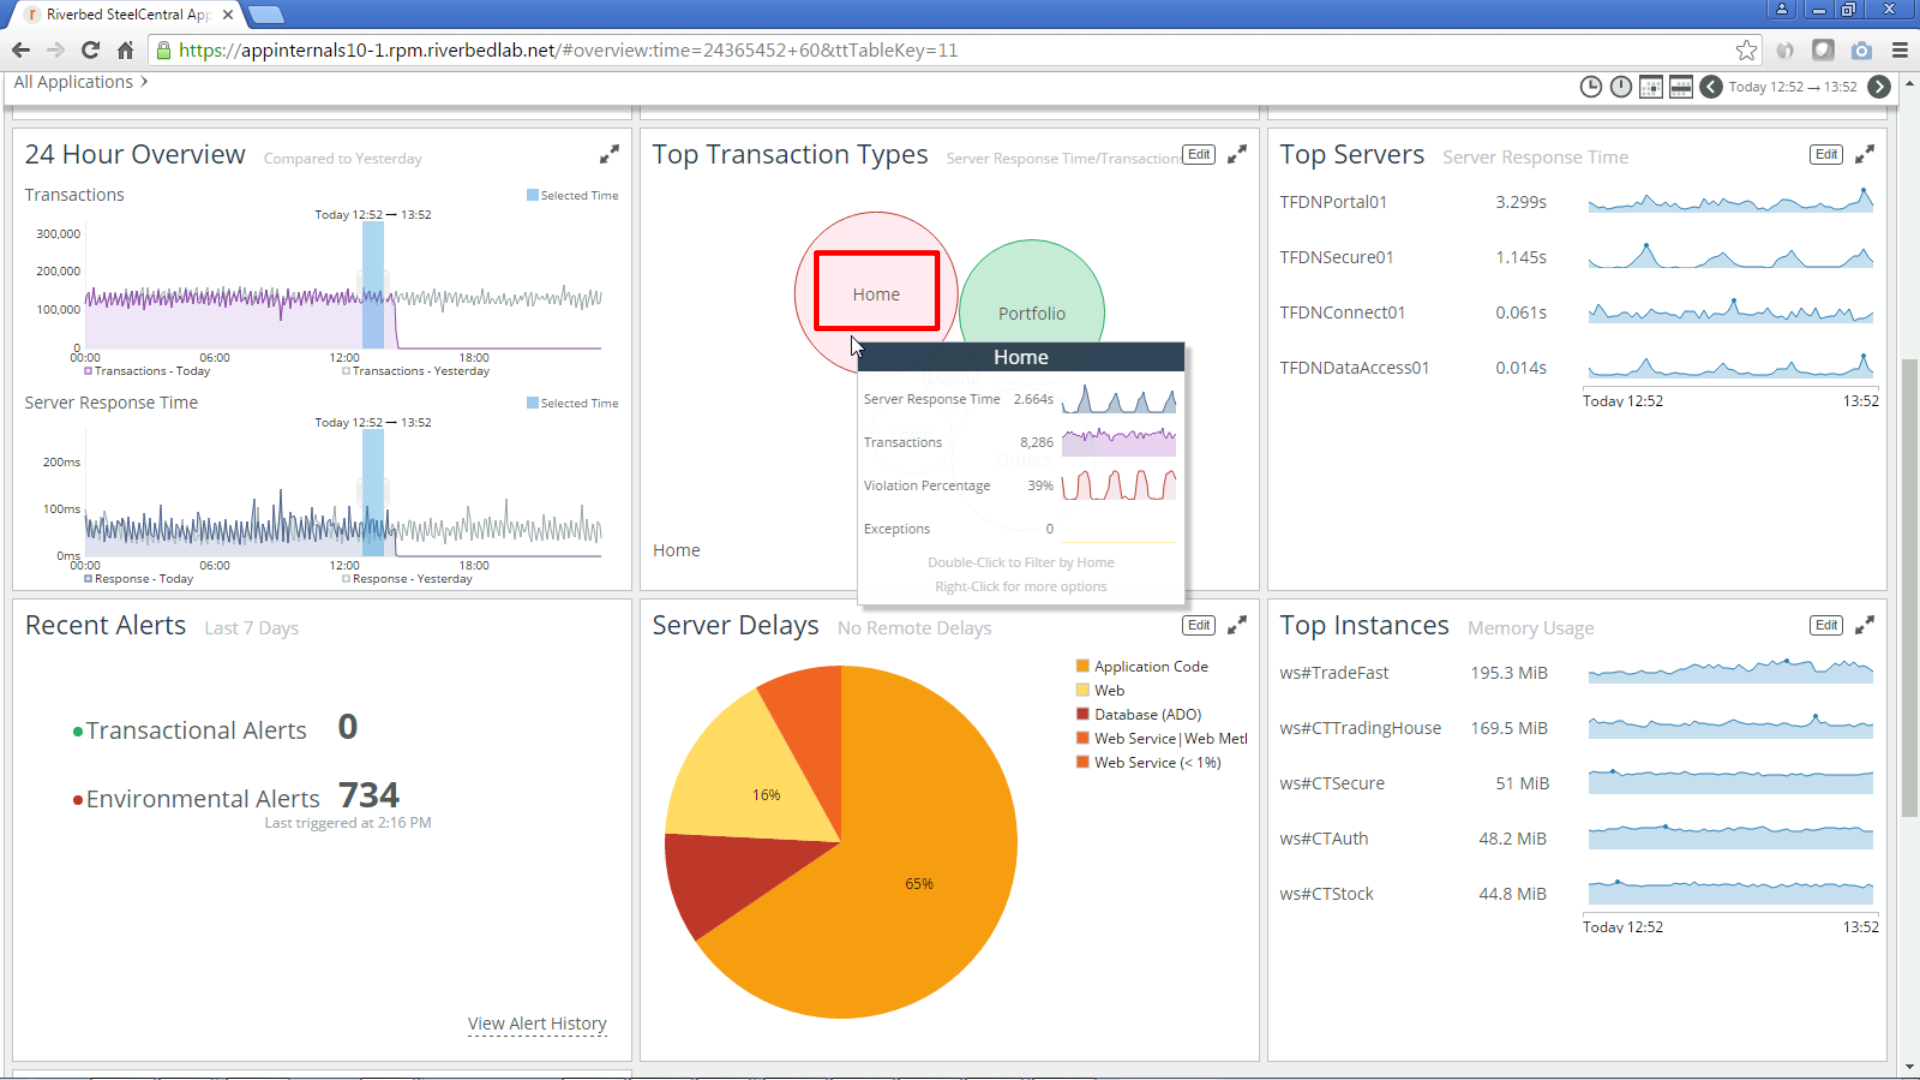 Riverbed SteelCentral App
https://appinternals10-1.rpm.riverbedlab.net/#overview:time=24365452+60&ttTableKey=11
All Applications
Today 12:52 → 13:52
24 Hour Overview Compared to Yesterday
Transactions
Selected Time
Today 12:52 → 13:52
300,000
200,000
100,000
0
00:00 06:00 12:00 18:00
Transactions - Today Transactions - Yesterday
Server Response Time
Selected Time
Today 12:52 → 13:52
200ms
100ms
0ms
00:00 06:00 12:00 18:00
Response - Today Response - Yesterday
Top Transaction Types Server Response Time/Transactions Edit
Home
Portfolio
Home
Server Response Time 2.664s
Transactions 8,286
Violation Percentage 39%
Exceptions 0
Double-Click to Filter by Home
Right-Click for more options
Orders
Home
Top Servers Server Response Time Edit
TFDNPortal01 3.299s
TFDNSecure01 1.145s
TFDNConnect01 0.061s
TFDNDataAccess01 0.014s
Today 12:52 13:52
Recent Alerts Last 7 Days
Transactional Alerts 0
Environmental Alerts 734
Last triggered at 2:16 PM
View Alert History
Server Delays No Remote Delays Edit
Application Code
Web
Database (ADO)
Web Service|Web Metl
Web Service (< 1%)
16%
65%
Top Instances Memory Usage Edit
ws#TradeFast 195.3 MiB
ws#CTTradingHouse 169.5 MiB
ws#CTSecure 51 MiB
ws#CTAuth 48.2 MiB
ws#CTStock 44.8 MiB
Today 12:52 13:52